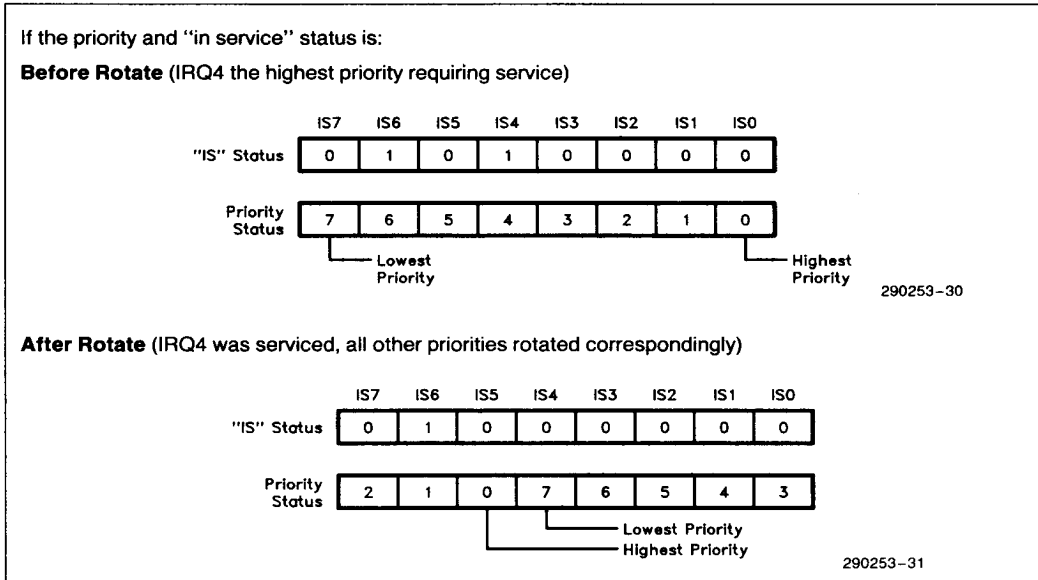 If the priority and "in service" status is:
Before Rotate (IRQ4 the highest priority requiring service)
IS7 IS6 IS5 IS4 IS3 IS2 IS1 IS0
"IS" Status 0 1 0 1 0 0 0 0
Priority
Status 7 6 5 4 3 2 1 0
Lowest
Priority
Highest
Priority
290253–30
After Rotate (IRQ4 was serviced, all other priorities rotated correspondingly)
IS7 IS6 IS5 IS4 IS3 IS2 IS1 IS0
"IS" Status 0 1 0 0 0 0 0 0
Priority
Status 2 1 0 7 6 5 4 3
Lowest Priority
Highest Priority
290253–31